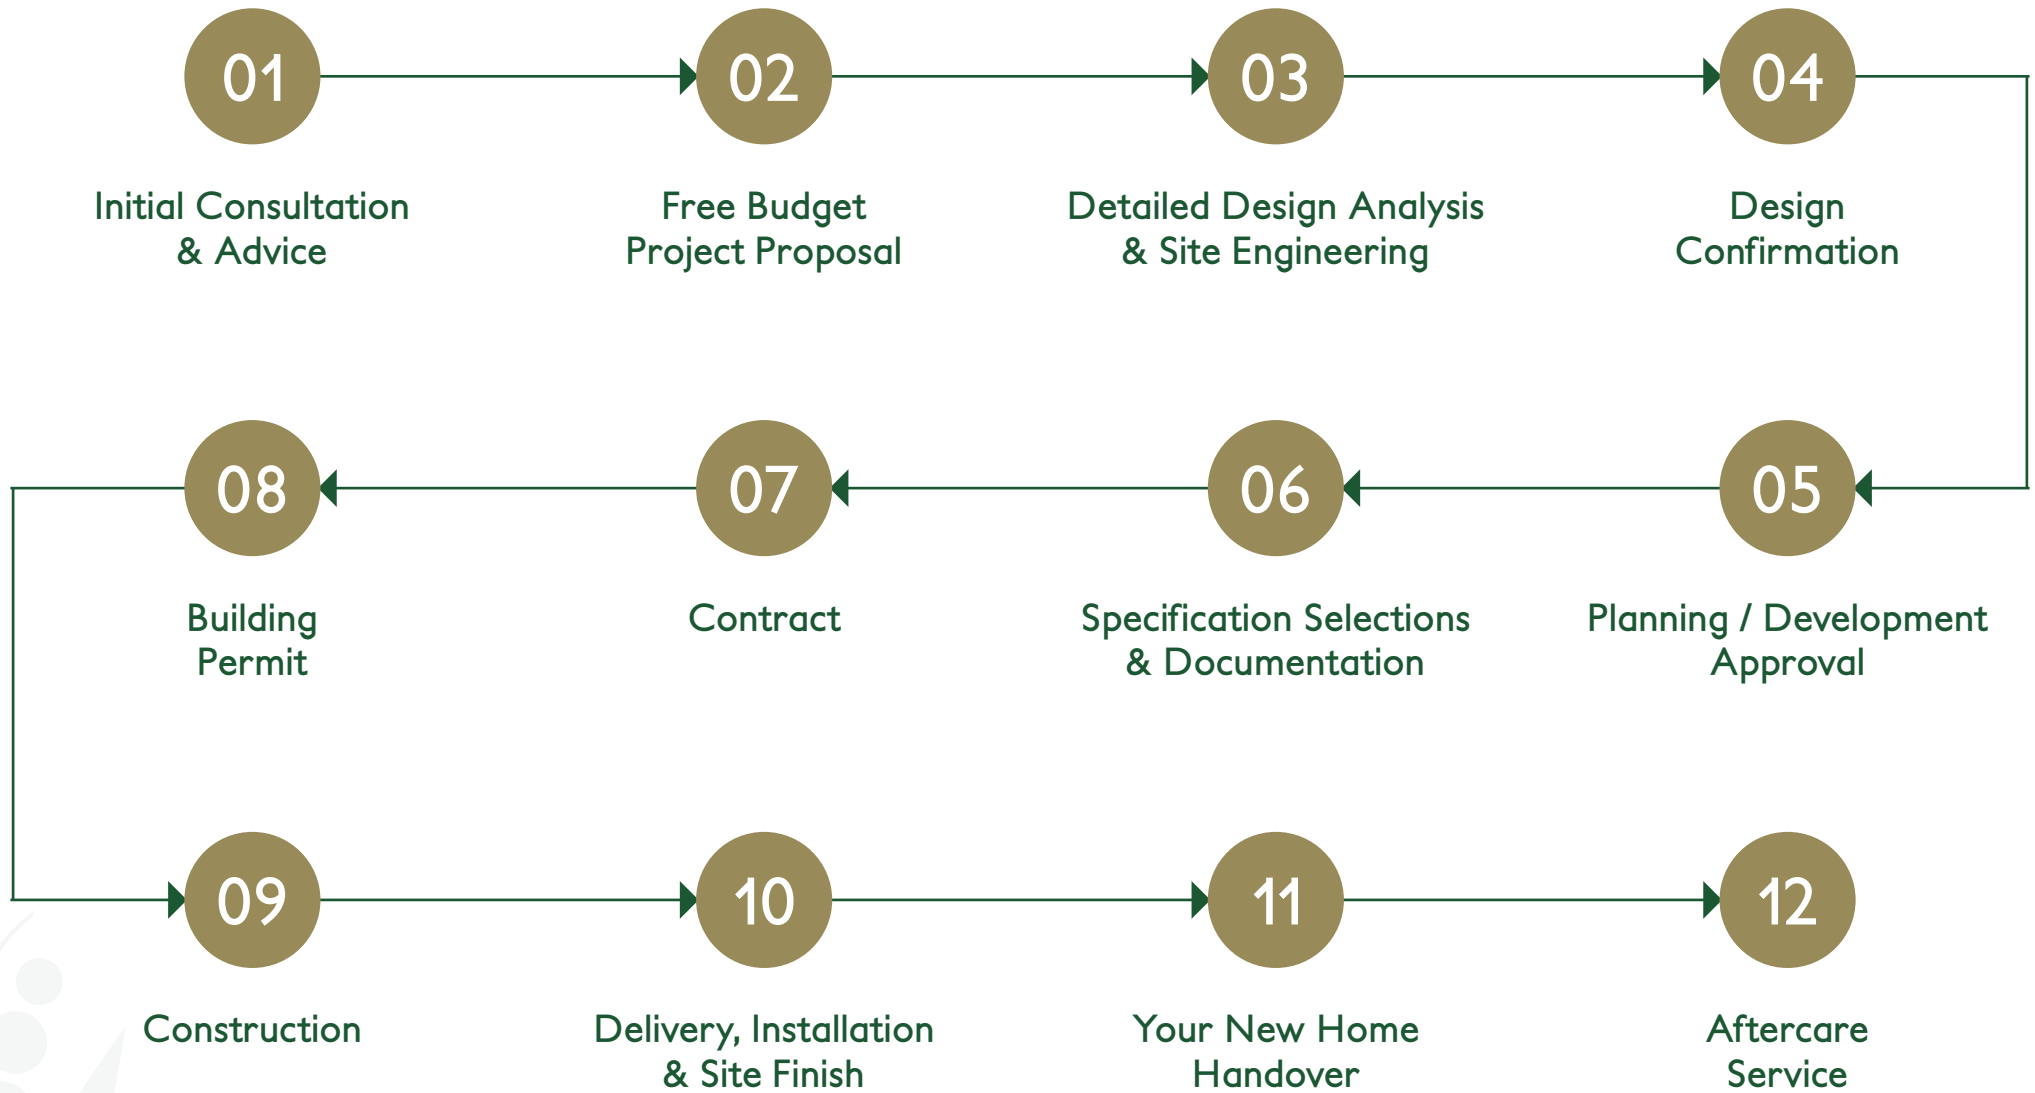 01
Initial Consultation
& Advice
02
Free Budget
Project Proposal
03
Detailed Design Analysis
& Site Engineering
04
Design
Confirmation
05
Planning / Development
Approval
06
Specification Selections
& Documentation
07
Contract
08
Building
Permit
09
Construction
10
Delivery, Installation
& Site Finish
11
Your New Home
Handover
12
Aftercare
Service